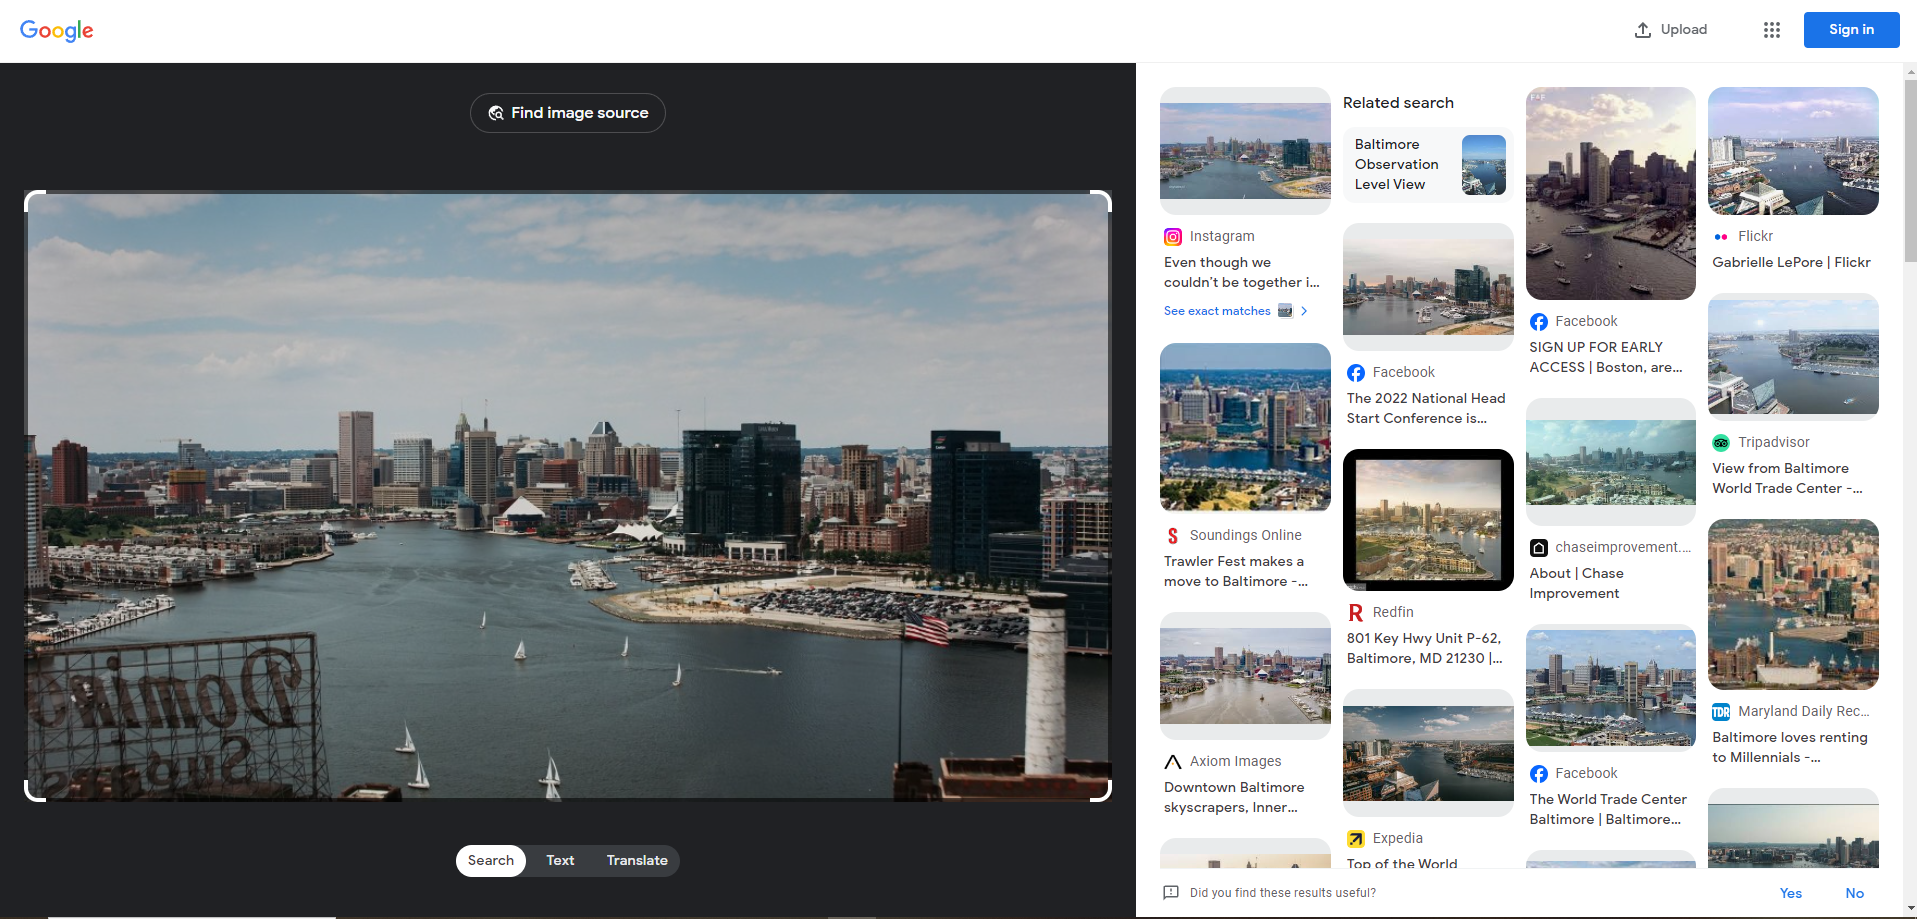 Google
Upload
Sign in
Find image source
Domino
Sugars
Search
Text
Translate
Instagram
Even though we
couldn't be together i...
See exact matches
Soundings Online
Trawler Fest makes a
move to Baltimore -...
Axiom Images
Downtown Baltimore
skyscrapers, Inner...
Related search
Baltimore
Observation
Level View
Facebook
The 2022 National Head
Start Conference is...
Redfin
801 Key Hwy Unit P-62,
Baltimore, MD 21230 |...
Expedia
Top of the World
F&F
Facebook
SIGN UP FOR EARLY
ACCESS | Boston, are...
chaseimprovement....
About | Chase
Improvement
Facebook
The World Trade Center
Baltimore | Baltimore...
Flickr
Gabrielle LePore | Flickr
Tripadvisor
View from Baltimore
World Trade Center -...
TDR
Maryland Daily Rec...
Baltimore loves renting
to Millennials -...
Did you find these results useful?
Yes
No